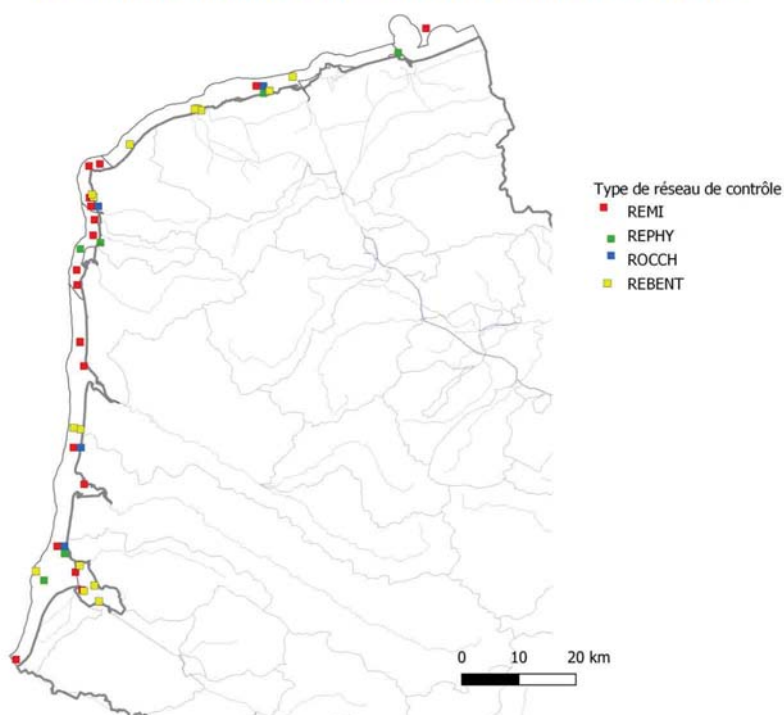 Type de réseau de contrôle
REMI
REPHY
ROCCH
REBENT
0 10 20 km